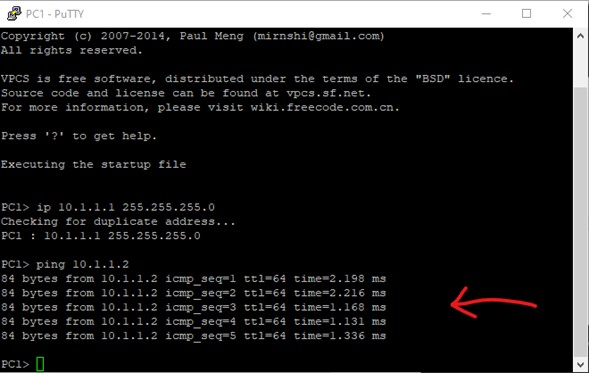 PC1 - PuTTY
Copyright (c) 2007-2014, Paul Meng (mirnshi@gmail.com)
All rights reserved.
VPCS is free software, distributed under the terms of the "BSD" licence.
Source code and license can be found at vpcs.sf.net.
For more information, please visit wiki.freecode.com.cn.
Press '?' to get help.
Executing the startup file
PC1> ip 10.1.1.1 255.255.255.0
Checking for duplicate address...
PC1 : 10.1.1.1 255.255.255.0
PC1> ping 10.1.1.2
84 bytes from 10.1.1.2 icmp_seq=1 ttl=64 time=2.198 ms
84 bytes from 10.1.1.2 icmp_seq=2 ttl=64 time=2.216 ms
84 bytes from 10.1.1.2 icmp_seq=3 ttl=64 time=1.168 ms
84 bytes from 10.1.1.2 icmp_seq=4 ttl=64 time=1.131 ms
84 bytes from 10.1.1.2 icmp_seq=5 ttl=64 time=1.336 ms
PC1>